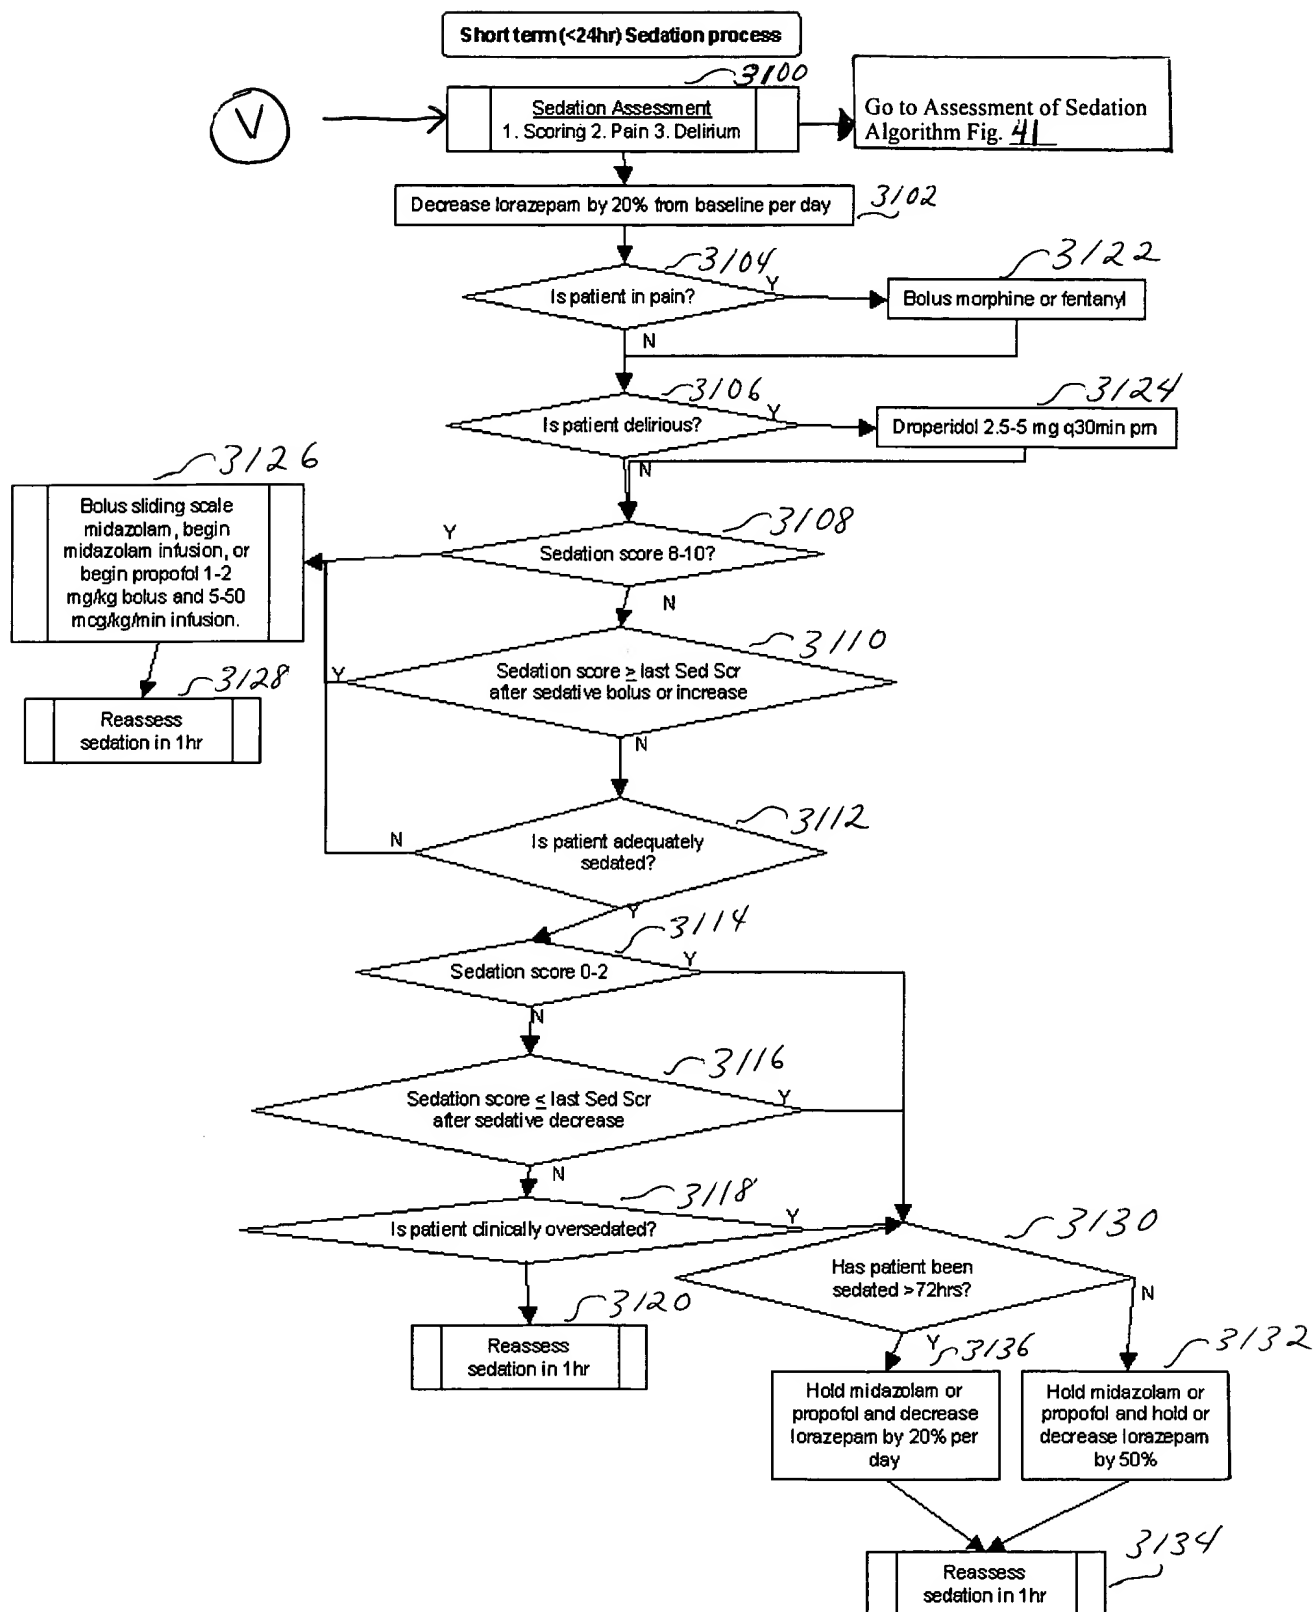 Short term (<24hr) Sedation process
3100
V
Sedation Assessment
1. Scoring 2. Pain 3. Delirium
Go to Assessment of Sedation
Algorithm Fig. 41
Decrease lorazepam by 20% from baseline per day
3102
3104
Is patient in pain?
Y
N
3122
Bolus morphine or fentanyl
3106
Is patient delirious?
Y
N
3124
Droperidol 2.5-5 mg q30min prn
3126
Bolus sliding scale
midazolam, begin
midazolam infusion, or
begin propofol 1-2
mg/kg bolus and 5-50
mcg/kg/min infusion.
3128
Reassess
sedation in 1hr
3108
Y
Sedation score 8-10?
N
3110
Y
Sedation score ≥ last Sed Scr
after sedative bolus or increase
N
3112
N
Is patient adequately
sedated?
Y
3114
Sedation score 0-2
Y
N
3116
Sedation score ≤ last Sed Scr
after sedative decrease
Y
N
3118
Is patient clinically oversedated?
Y
3120
Reassess
sedation in 1hr
3130
Has patient been
sedated >72hrs?
N
Y
3136
Hold midazolam or
propofol and decrease
lorazepam by 20% per
day
3132
Hold midazolam or
propofol and hold or
decrease lorazepam
by 50%
3134
Reassess
sedation in 1hr